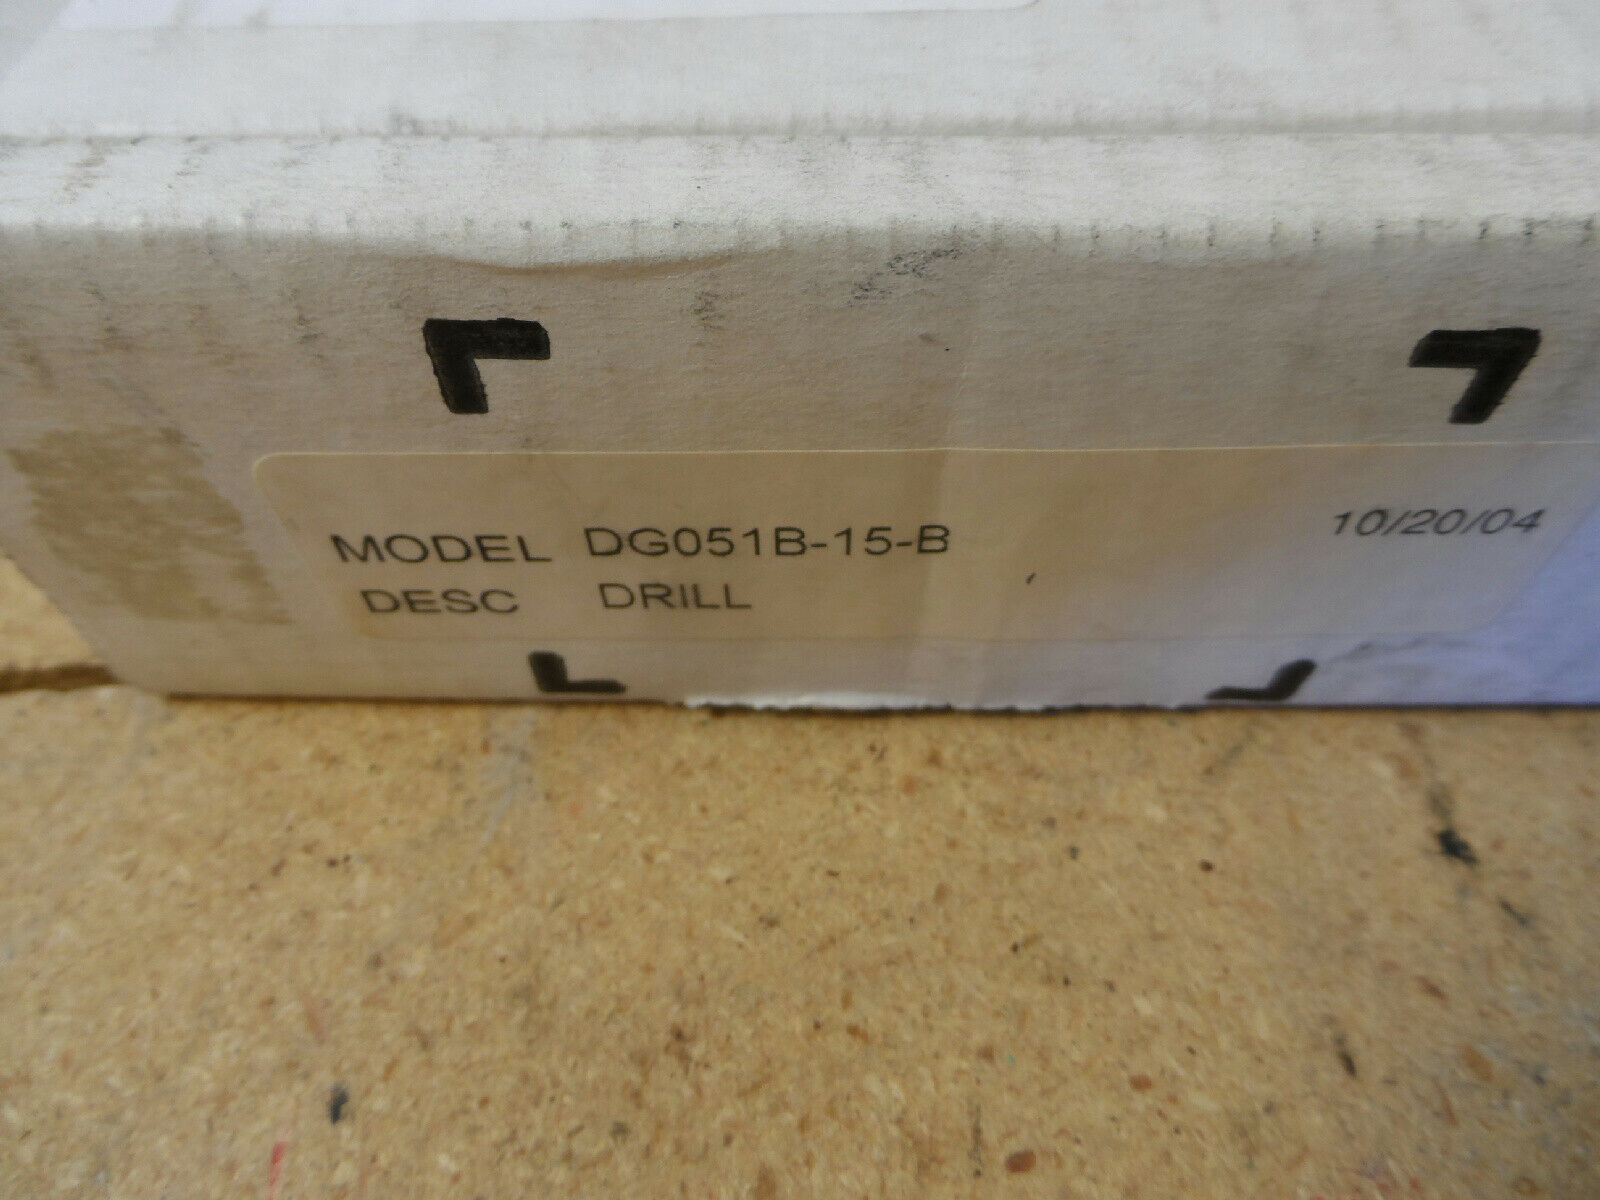 MODEL DG051B-15-B 10/20/04
DESC DRILL